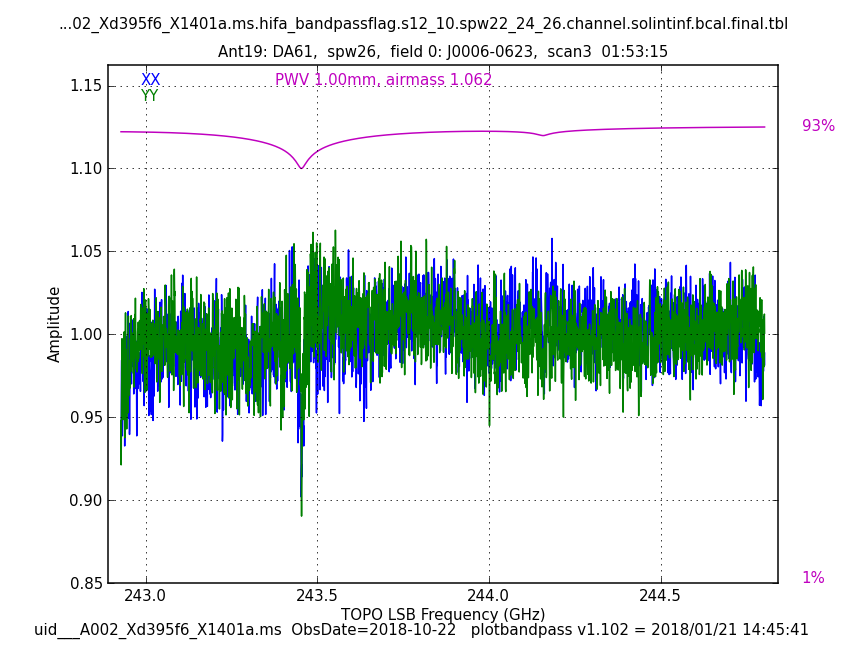 ...02_Xd395f6_X1401a.ms.hifa_bandpassflag.s12_10.spw22_24_26.channel.solintinf.bcal.final.tbl
Ant19: DA61, spw26, field 0: J0006-0623, scan3 01:53:15
XX
PWV 1.00mm, airmass 1.062
YY
93%
1%
1.15
1.10
1.05
1.00
0.95
0.90
0.85
Amplitude
243.0 243.5 244.0 244.5
TOPO LSB Frequency (GHz)
uid___A002_Xd395f6_X1401a.ms ObsDate=2018-10-22 plotbandpass v1.102 = 2018/01/21 14:45:41